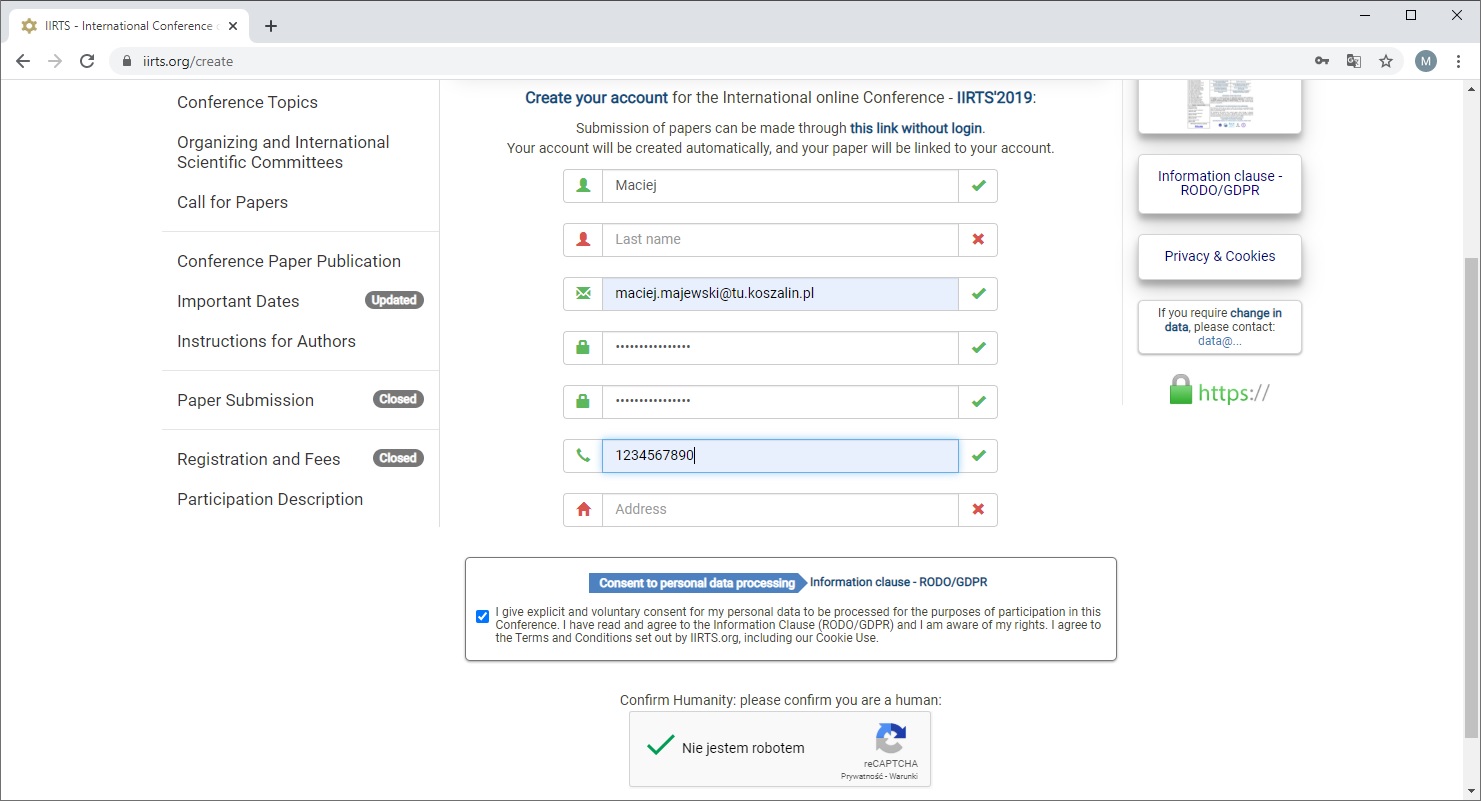 IIRTS - International Conference
iirts.org/create
M
Conference Topics
Organizing and International
Scientific Committees
Call for Papers
Conference Paper Publication
Important Dates Updated
Instructions for Authors
Paper Submission Closed
Registration and Fees Closed
Participation Description
Create your account for the International online Conference - IIRTS'2019:
Submission of papers can be made through this link without login.
Your account will be created automatically, and your paper will be linked to your account.
Maciej
Last name
maciej.majewski@tu.koszalin.pl
••••••••••••••••
••••••••••••••••
1234567890
Address
Consent to personal data processing Information clause - RODO/GDPR
I give explicit and voluntary consent for my personal data to be processed for the purposes of participation in this
Conference. I have read and agree to the Information Clause (RODO/GDPR) and I am aware of my rights. I agree to
the Terms and Conditions set out by IIRTS.org, including our Cookie Use.
Confirm Humanity: please confirm you are a human:
Nie jestem robotem
reCAPTCHA
Prywatność - Warunki
Information clause -
RODO/GDPR
Privacy & Cookies
If you require change in
data, please contact:
data@...
https://